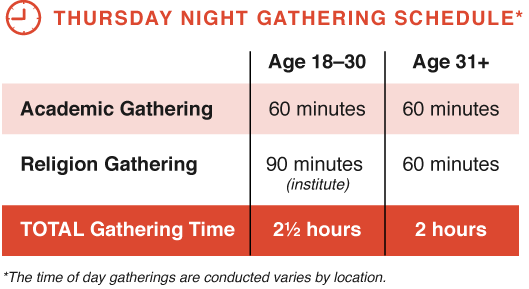 THURSDAY NIGHT GATHERING SCHEDULE*
Age 18–30 Age 31+
Academic Gathering 60 minutes 60 minutes
Religion Gathering 90 minutes 60 minutes
(institute)
TOTAL Gathering Time 2½ hours 2 hours
*The time of day gatherings are conducted varies by location.